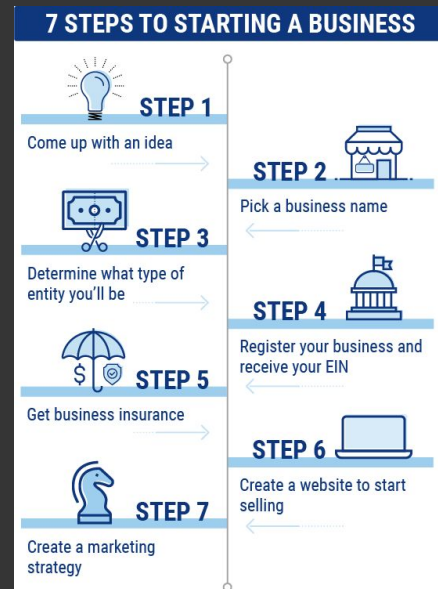 7 STEPS TO STARTING A BUSINESS
STEP 1
Come up with an idea
STEP 2
Pick a business name
STEP 3
Determine what type of
entity you'll be
STEP 4
Register your business and
receive your EIN
$
STEP 5
Get business insurance
STEP 6
Create a website to start
selling
STEP 7
Create a marketing
strategy